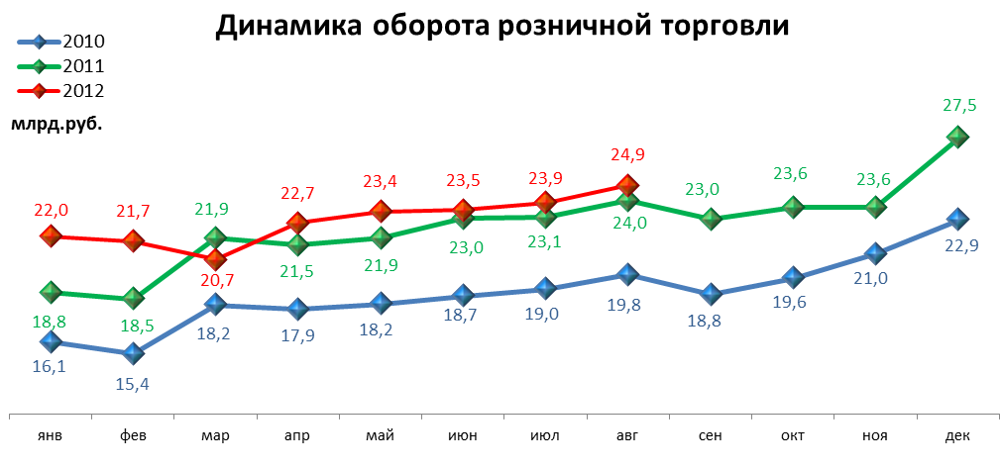 Динамика оборота розничной торговли
2010
2011
2012
млрд.руб.
27,5
24,9
22,7 23,4 23,5 23,9 23,0 23,6 23,6
22,0 21,7 21,9
20,7 21,5 21,9 23,0 23,1 24,0 22,9
18,8 18,5 21,0
18,2 17,9 18,2 18,7 19,0 19,8 18,8 19,6
16,1 15,4
янв фев мар апр май июн июл авг сен окт ноя дек